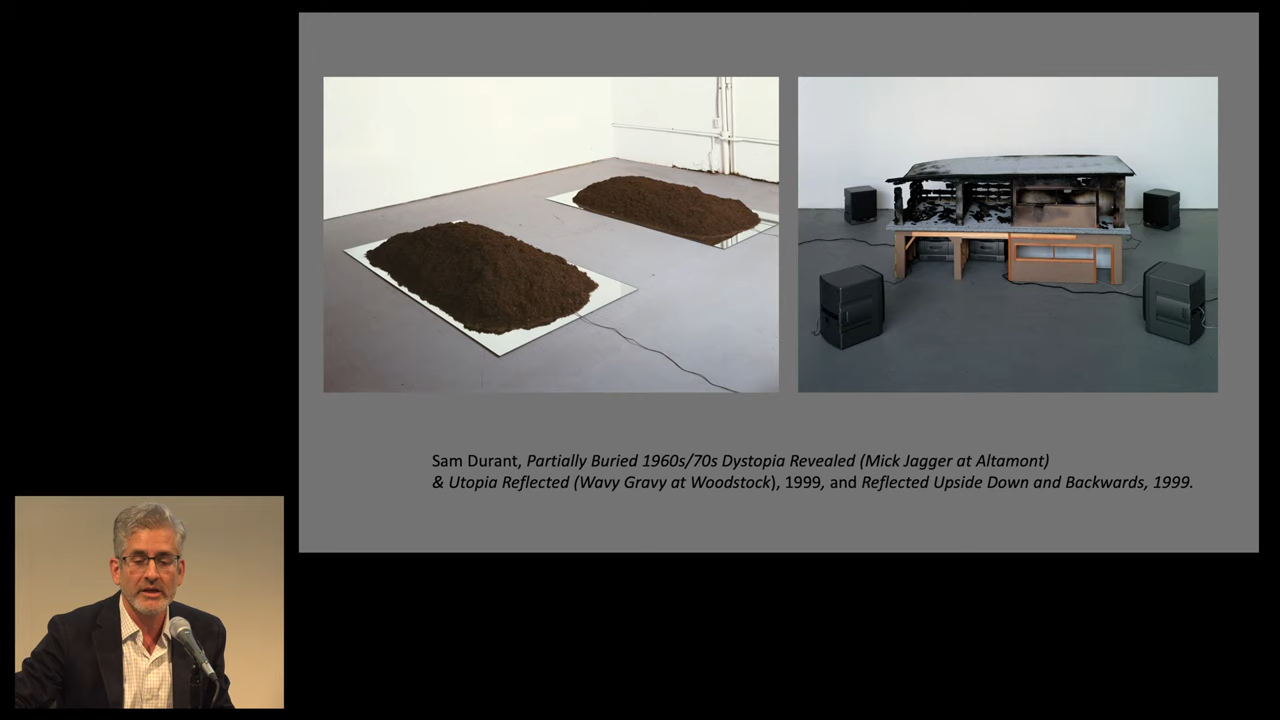 Sam Durant, Partially Buried 1960s/70s Dystopia Revealed (Mick Jagger at Altamont)
& Utopia Reflected (Wavy Gravy at Woodstock), 1999, and Reflected Upside Down and Backwards, 1999.